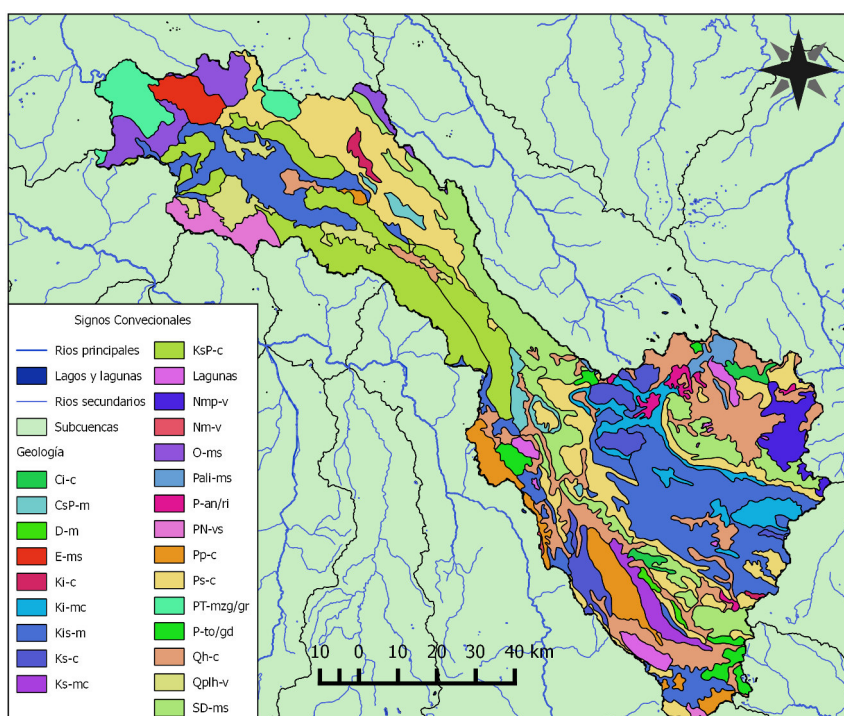 Signos Convecionales
Rios principales
Lagos y lagunas
Rios secundarios
Subcuencas
Geología
Ci-c
CsP-m
D-m
E-ms
Ki-c
Ki-mc
Kis-m
Ks-c
Ks-mc
KsP-c
Lagunas
Nmp-v
Nm-v
O-ms
Pali-ms
P-an/ri
PN-vs
Pp-c
Ps-c
PT-mzg/gr
P-to/gd
Qh-c
Qplh-v
SD-ms
10 0 10 20 30 40 km